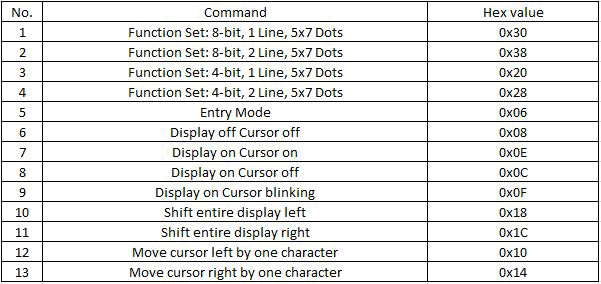 No. Command Hex value
1 Function Set: 8-bit, 1 Line, 5x7 Dots 0x30
2 Function Set: 8-bit, 2 Line, 5x7 Dots 0x38
3 Function Set: 4-bit, 1 Line, 5x7 Dots 0x20
4 Function Set: 4-bit, 2 Line, 5x7 Dots 0x28
5 Entry Mode 0x06
6 Display off Cursor off 0x08
7 Display on Cursor on 0x0E
8 Display on Cursor off 0x0C
9 Display on Cursor blinking 0x0F
10 Shift entire display left 0x18
11 Shift entire display right 0x1C
12 Move cursor left by one character 0x10
13 Move cursor right by one character 0x14